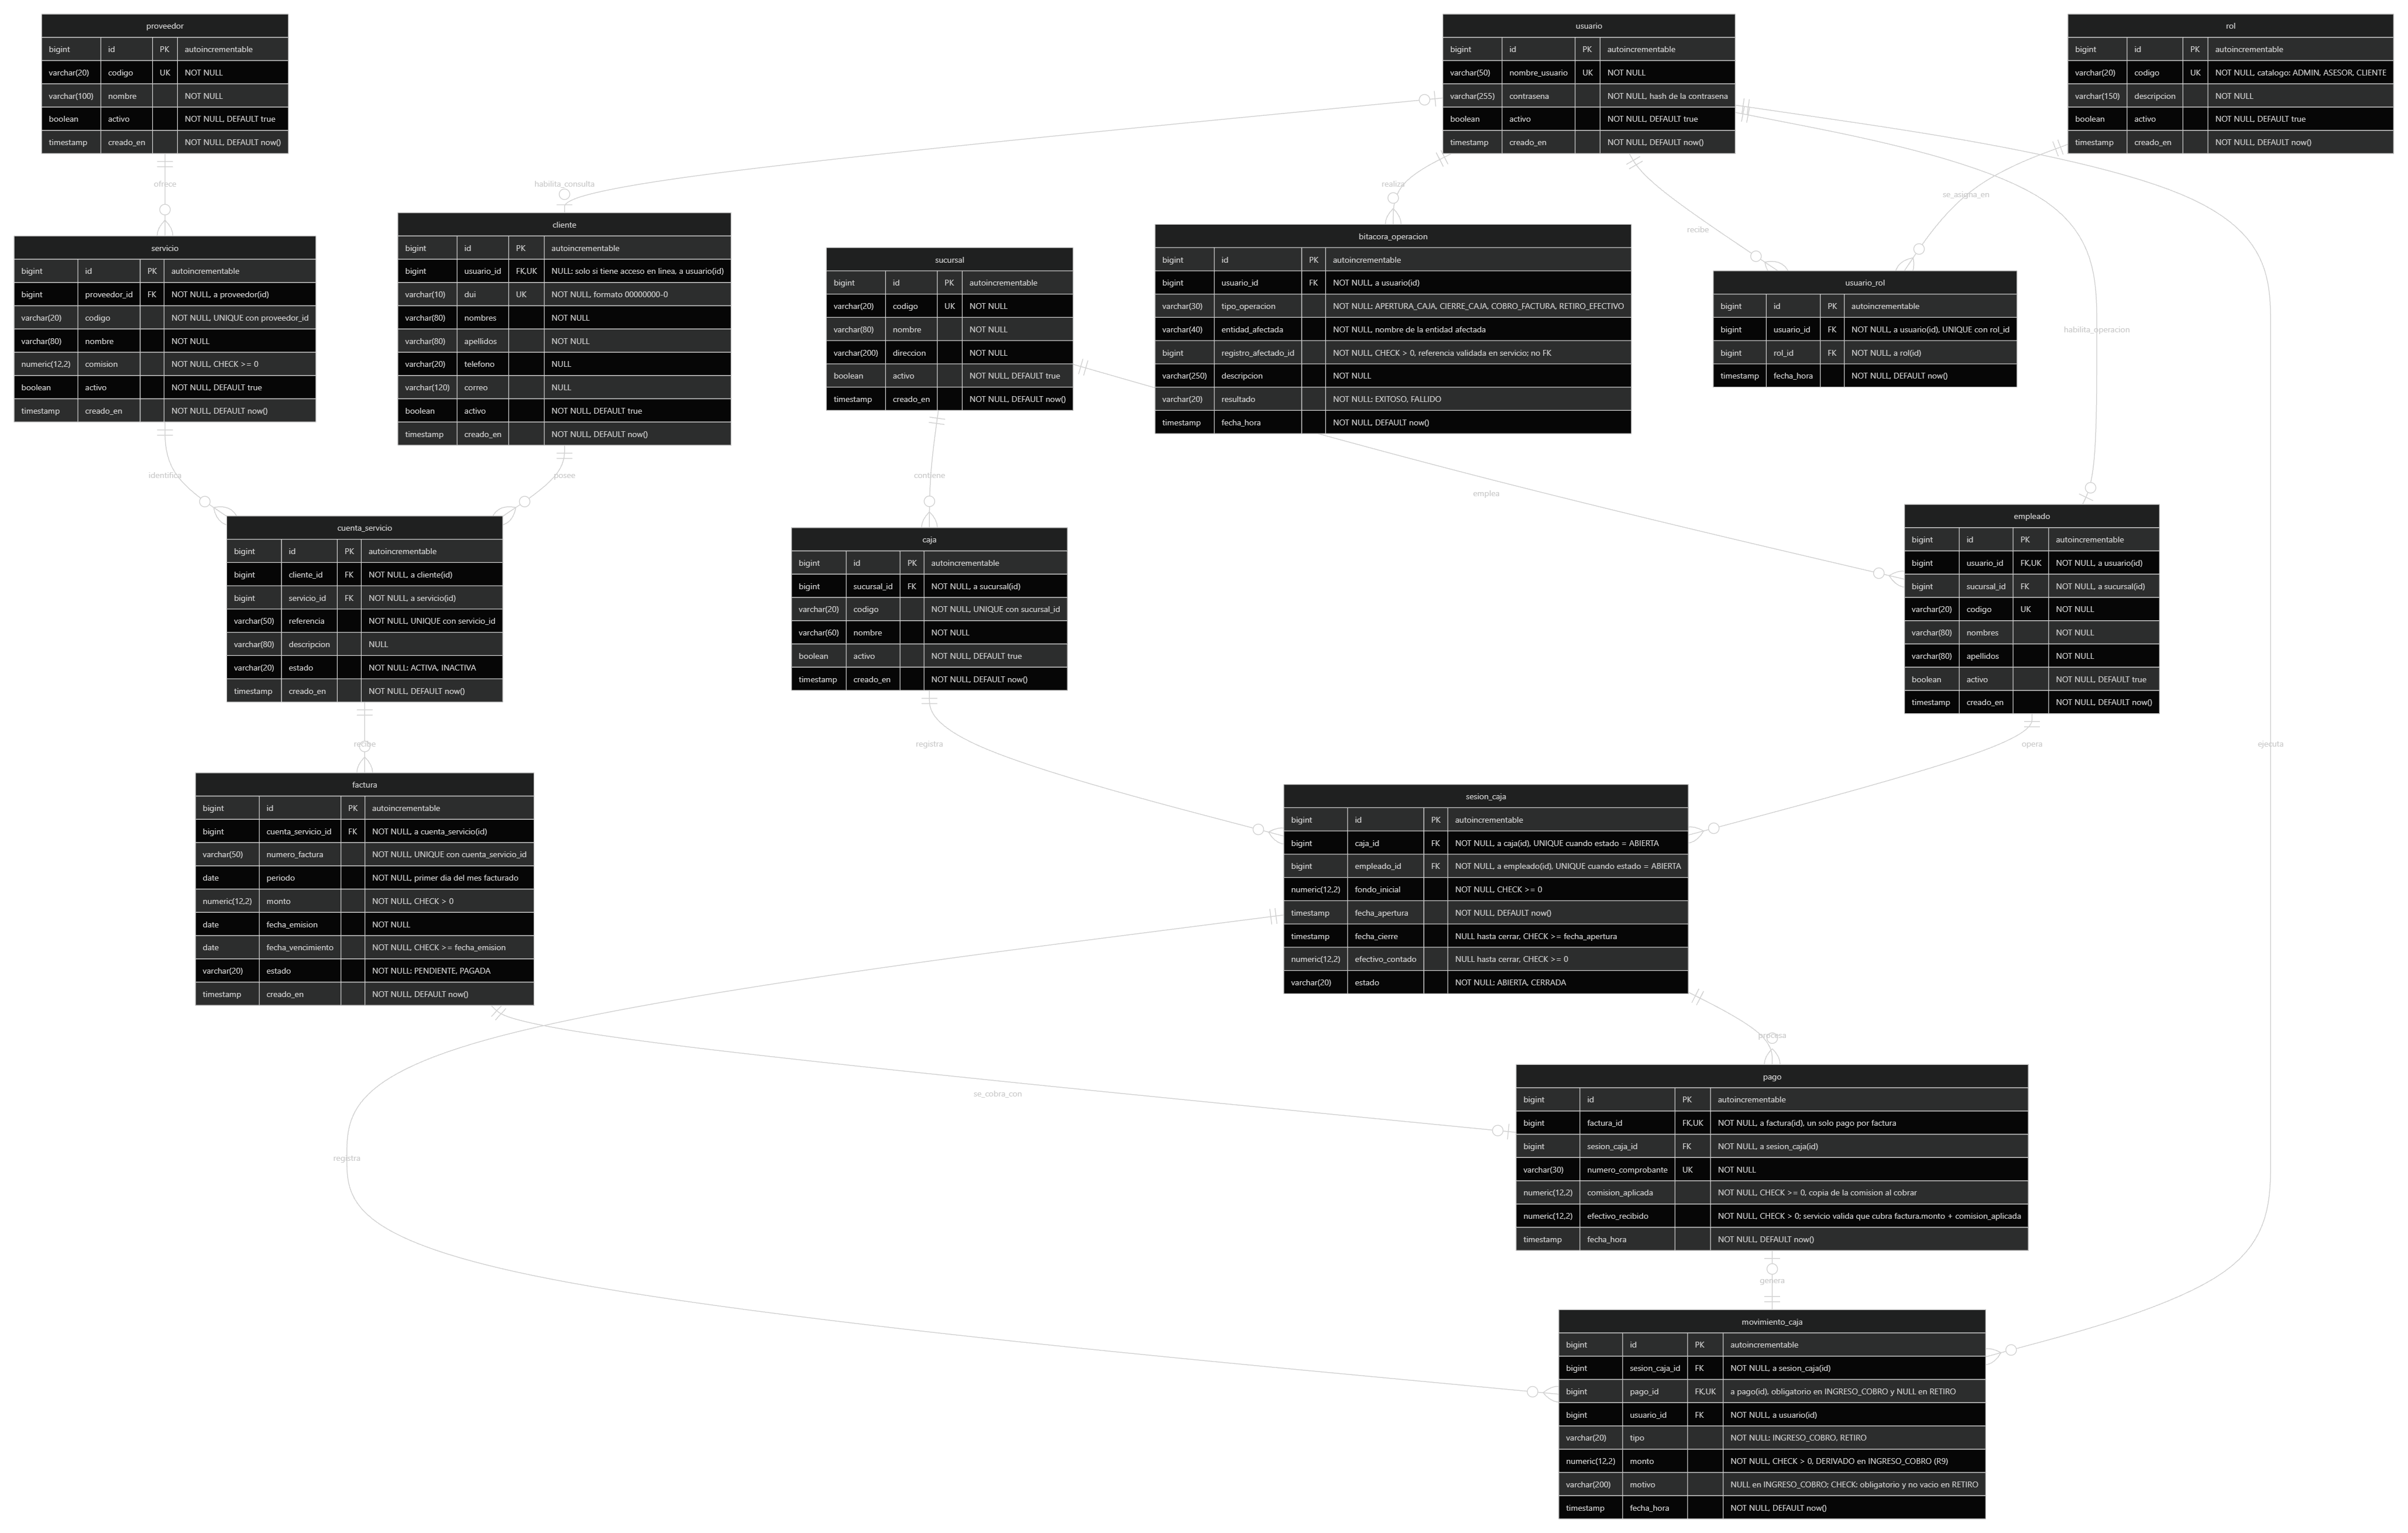 proveedor
bigint id PK autoincrementable
varchar(20) codigo UK NOT NULL
varchar(100) nombre NOT NULL
boolean activo NOT NULL, DEFAULT true
timestamp creado_en NOT NULL, DEFAULT now()
usuario
bigint id PK autoincrementable
varchar(50) nombre_usuario UK NOT NULL
varchar(255) contrasena NOT NULL, hash de la contrasena
boolean activo NOT NULL, DEFAULT true
timestamp creado_en NOT NULL, DEFAULT now()
rol
bigint id PK autoincrementable
varchar(20) codigo UK NOT NULL, catalogo: ADMIN, ASESOR, CLIENTE
varchar(150) descripcion NOT NULL
boolean activo NOT NULL, DEFAULT true
timestamp creado_en NOT NULL, DEFAULT now()
ofrece
habilita_consulta
realiza
recibe
se_asigna_en
servicio
bigint id PK autoincrementable
bigint proveedor_id FK NOT NULL, a proveedor(id)
varchar(20) codigo NOT NULL, UNIQUE con proveedor_id
varchar(80) nombre NOT NULL
numeric(12,2) comision NOT NULL, CHECK >= 0
boolean activo NOT NULL, DEFAULT true
timestamp creado_en NOT NULL, DEFAULT now()
cliente
bigint id PK autoincrementable
bigint usuario_id FK,UK NULL; solo si tiene acceso en linea, a usuario(id)
varchar(10) dui UK NOT NULL, formato 00000000-0
varchar(80) nombres NOT NULL
varchar(80) apellidos NOT NULL
varchar(20) telefono NULL
varchar(120) correo NULL
boolean activo NOT NULL, DEFAULT true
timestamp creado_en NOT NULL, DEFAULT now()
sucursal
bigint id PK autoincrementable
varchar(20) codigo UK NOT NULL
varchar(80) nombre NOT NULL
varchar(200) direccion NOT NULL
boolean activo NOT NULL, DEFAULT true
timestamp creado_en NOT NULL, DEFAULT now()
bitacora_operacion
bigint id PK autoincrementable
bigint usuario_id FK NOT NULL, a usuario(id)
varchar(30) tipo_operacion NOT NULL: APERTURA_CAJA, CIERRE_CAJA, COBRO_FACTURA, RETIRO_EFECTIVO
varchar(40) entidad_afectada NOT NULL, nombre de la entidad afectada
bigint registro_afectado_id NOT NULL, CHECK > 0, referencia validada en servicio; no FK
varchar(250) descripcion NOT NULL
varchar(20) resultado NOT NULL: EXITOSO, FALLIDO
timestamp fecha_hora NOT NULL, DEFAULT now()
usuario_rol
bigint id PK autoincrementable
bigint usuario_id FK NOT NULL, a usuario(id), UNIQUE con rol_id
bigint rol_id FK NOT NULL, a rol(id)
timestamp fecha_hora NOT NULL, DEFAULT now()
habilita_operacion
identifica
posee
contiene
emplea
cuenta_servicio
bigint id PK autoincrementable
bigint cliente_id FK NOT NULL, a cliente(id)
bigint servicio_id FK NOT NULL, a servicio(id)
varchar(50) referencia NOT NULL, UNIQUE con servicio_id
varchar(80) descripcion NULL
varchar(20) estado NOT NULL: ACTIVA, INACTIVA
timestamp creado_en NOT NULL, DEFAULT now()
caja
bigint id PK autoincrementable
bigint sucursal_id FK NOT NULL, a sucursal(id)
varchar(20) codigo NOT NULL, UNIQUE con sucursal_id
varchar(60) nombre NOT NULL
boolean activo NOT NULL, DEFAULT true
timestamp creado_en NOT NULL, DEFAULT now()
empleado
bigint id PK autoincrementable
bigint usuario_id FK,UK NOT NULL, a usuario(id)
bigint sucursal_id FK NOT NULL, a sucursal(id)
varchar(20) codigo UK NOT NULL
varchar(80) nombres NOT NULL
varchar(80) apellidos NOT NULL
boolean activo NOT NULL, DEFAULT true
timestamp creado_en NOT NULL, DEFAULT now()
recibe
registra
opera
ejecuta
factura
bigint id PK autoincrementable
bigint cuenta_servicio_id FK NOT NULL, a cuenta_servicio(id)
varchar(50) numero_factura NOT NULL, UNIQUE con cuenta_servicio_id
date periodo NOT NULL, primer dia del mes facturado
numeric(12,2) monto NOT NULL, CHECK > 0
date fecha_emision NOT NULL
date fecha_vencimiento NOT NULL, CHECK >= fecha_emision
varchar(20) estado NOT NULL: PENDIENTE, PAGADA
timestamp creado_en NOT NULL, DEFAULT now()
sesion_caja
bigint id PK autoincrementable
bigint caja_id FK NOT NULL, a caja(id), UNIQUE cuando estado = ABIERTA
bigint empleado_id FK NOT NULL, a empleado(id), UNIQUE cuando estado = ABIERTA
numeric(12,2) fondo_inicial NOT NULL, CHECK >= 0
timestamp fecha_apertura NOT NULL, DEFAULT now()
timestamp fecha_cierre NULL hasta cerrar, CHECK >= fecha_apertura
numeric(12,2) efectivo_contado NULL hasta cerrar, CHECK >= 0
varchar(20) estado NOT NULL: ABIERTA, CERRADA
procesa
se_cobra_con
registra
pago
bigint id PK autoincrementable
bigint factura_id FK,UK NOT NULL, a factura(id), un solo pago por factura
bigint sesion_caja_id FK NOT NULL, a sesion_caja(id)
varchar(30) numero_comprobante UK NOT NULL
numeric(12,2) comision_aplicada NOT NULL, CHECK >= 0, copia de la comision al cobrar
numeric(12,2) efectivo_recibido NOT NULL, CHECK > 0; servicio valida que cubra factura.monto + comision_aplicada
timestamp fecha_hora NOT NULL, DEFAULT now()
genera
movimiento_caja
bigint id PK autoincrementable
bigint sesion_caja_id FK NOT NULL, a sesion_caja(id)
bigint pago_id FK,UK a pago(id), obligatorio en INGRESO_COBRO y NULL en RETIRO
bigint usuario_id FK NOT NULL, a usuario(id)
varchar(20) tipo NOT NULL: INGRESO_COBRO, RETIRO
numeric(12,2) monto NOT NULL, CHECK > 0, DERIVADO en INGRESO_COBRO (R9)
varchar(200) motivo NULL en INGRESO_COBRO; CHECK: obligatorio y no vacio en RETIRO
timestamp fecha_hora NOT NULL, DEFAULT now()